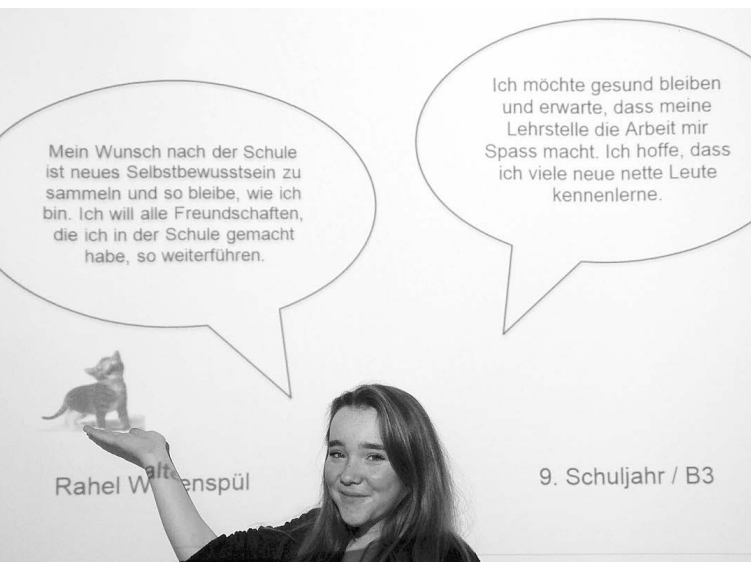 Mein Wunsch nach der Schule
ist neues Selbstbewusstsein zu
sammeln und so bleibe, wie ich
bin. Ich will alle Freundschaften,
die ich in der Schule gemacht
habe, so weiterführen.
Ich möchte gesund bleiben
und erwarte, dass meine
Lehrstelle die Arbeit mir
Spass macht. Ich hoffe, dass
ich viele neue nette Leute
kennenlerne.
Rahel Waltenspül
9. Schuljahr / B3